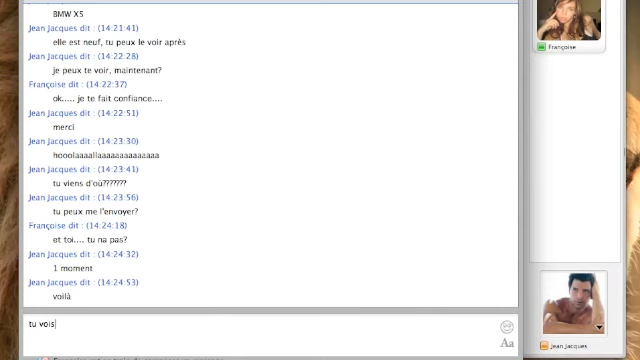 BMW X5
Jean Jacques dit : (14:21:41)
elle est neuf, tu peux le voir après
Jean Jacques dit : (14:22:28)
je peux te voir, maintenant?
Françoise dit : (14:22:37)
ok..... je te fait confiance....
Jean Jacques dit : (14:22:51)
merci
Jean Jacques dit : (14:23:30)
hooolaaaallaaaaaaaaaaaaaa
Jean Jacques dit : (14:23:41)
tu viens d'où???????
Jean Jacques dit : (14:23:56)
tu peux me l'envoyer?
Françoise dit : (14:24:18)
et toi.... tu na pas?
Jean Jacques dit : (14:24:32)
1 moment
Jean Jacques dit : (14:24:53)
voilà
tu vois
Aa
Françoise
Jean Jacques